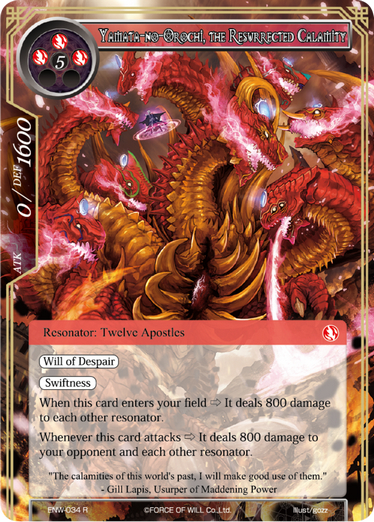 Yamata-no-Orochi, the Resurrected Calamity
5
ATK 0 / DEF 1600
Resonator: Twelve Apostles
Will of Despair
Swiftness
When this card enters your field ⇨ It deals 800 damage
to each other resonator.
Whenever this card attacks ⇨ It deals 800 damage to
your opponent and each other resonator.
"The calamities of this world's past, I will make good use of them."
- Gill Lapis, Usurper of Maddening Power
ENW-034 R
©FORCE OF WILL Co.,Ltd.
Illust/gozz